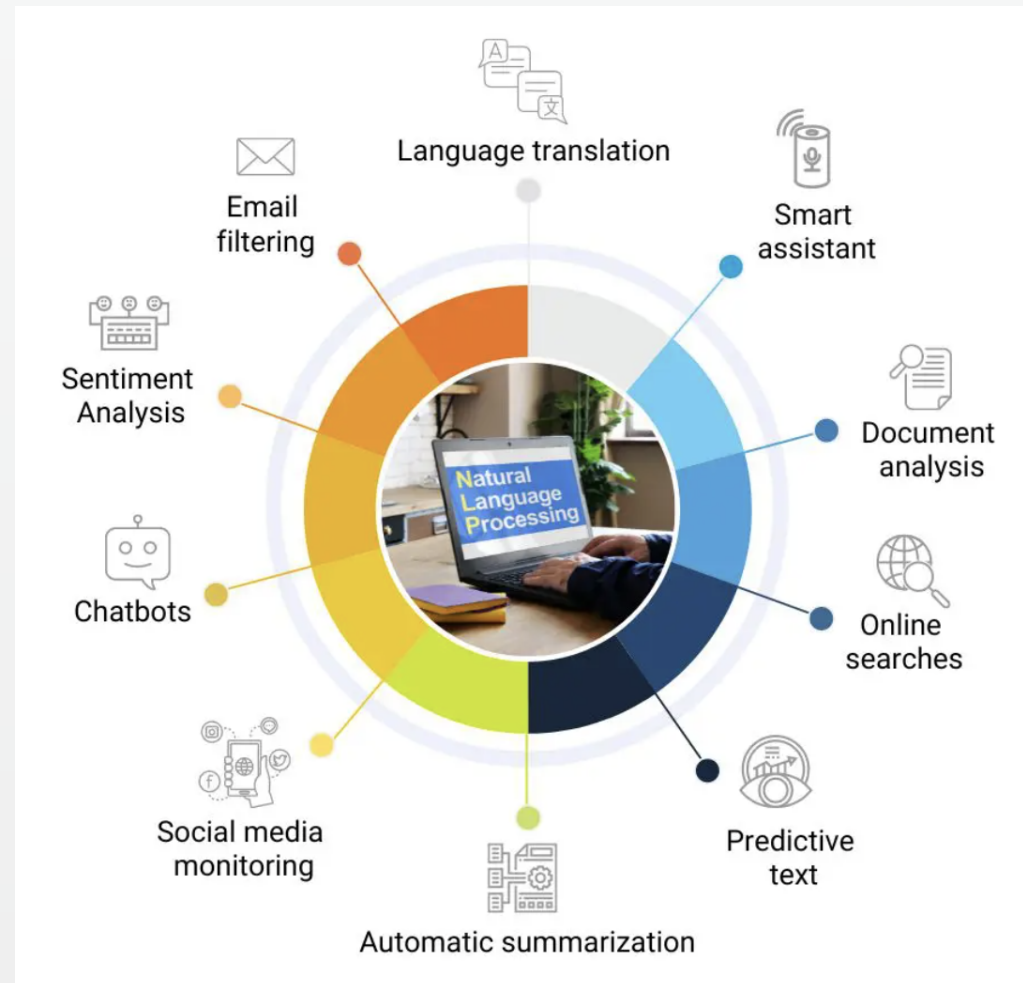 A
文
Language translation
Smart
assistant
Email
filtering
Sentiment
Analysis
Document
analysis
Natural
Language
Processing
Chatbots
Online
searches
Social media
monitoring
Predictive
text
Automatic summarization